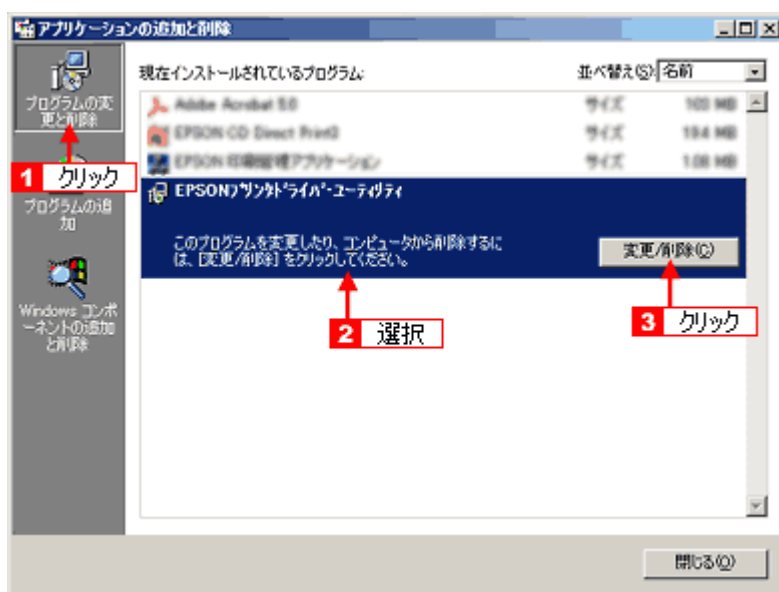 アプリケーションの追加と削除
プログラムの変
更と削除
1 クリック
プログラムの追
加
Windows コンポ
ーネントの追加
と削除
現在インストールされているプログラム:
並べ替え(S): 名前
Adobe Acrobat 5.0 サイズ 103 MB
EPSON CD Direct Print3 サイズ
EPSON 印刷管理アプリケーション サイズ 1.08 MB
EPSONプリンタドライバ・ユーティリティ
このプログラムを変更したり、コンピュータから削除するに
は、[変更/削除] をクリックしてください。
変更/削除(C)
2 選択
3 クリック
閉じる(O)